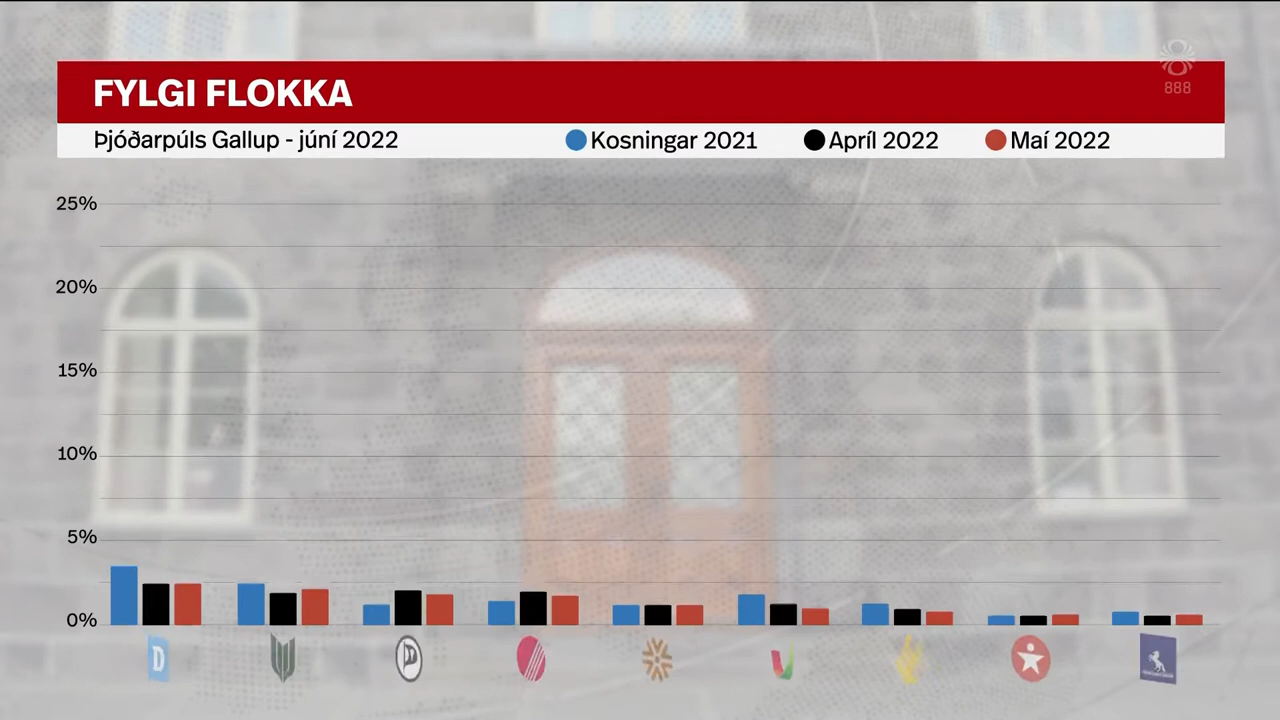 888
FYLGI FLOKKA
Þjóðarpúls Gallup - júní 2022
Kosningar 2021
Apríl 2022
Maí 2022
25%
20%
15%
10%
5%
0%
D